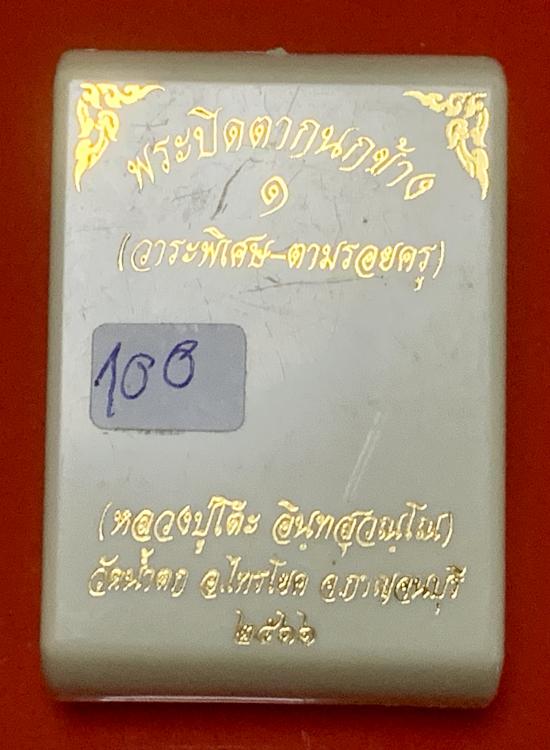 พระปิดตากนกข้าง
๑
(วาระพิเศษ-ตามรอยครู)
100
(หลวงปู่โต๊ะ อินฺทสุวณฺโณ)
วัดน้ำตก อ.ไทรโยค จ.กาญจนบุรี
๒๕๖๖